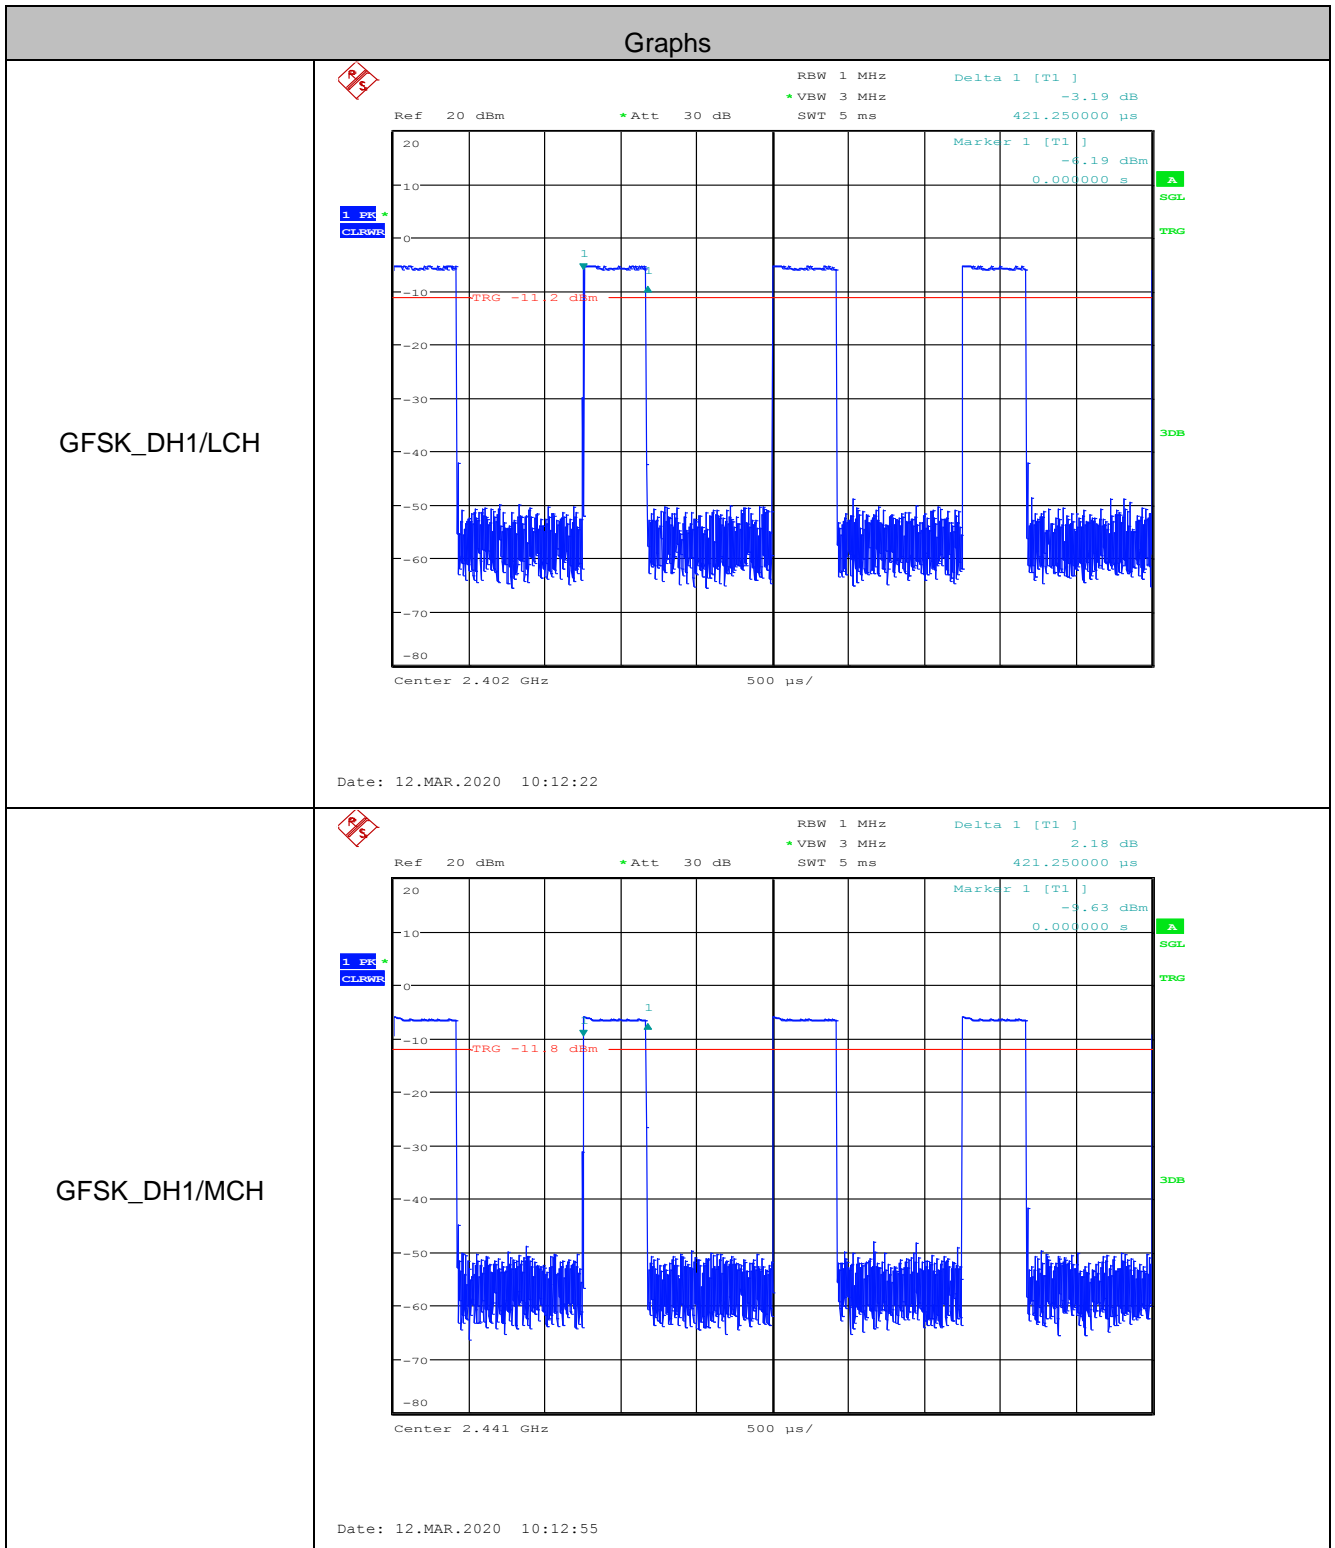 Graphs
GFSK_DH1/LCH
R S
RBW 1 MHz Delta 1 [T1 ]
*VBW 3 MHz -3.19 dB
Ref 20 dBm *Att 30 dB SWT 5 ms 421.250000 µs
20 Marker 1 [T1 ]
-6.19 dBm
0.000000 s
10
A
SGL
1 PK *
CLRWR
TRG
0
1
1
-10
TRG -11.2 dBm
-20
-30
3DB
-40
-50
-60
-70
-80
Center 2.402 GHz 500 µs/
Date: 12.MAR.2020 10:12:22
GFSK_DH1/MCH
R S
RBW 1 MHz Delta 1 [T1 ]
*VBW 3 MHz 2.18 dB
Ref 20 dBm *Att 30 dB SWT 5 ms 421.250000 µs
20 Marker 1 [T1 ]
-9.63 dBm
0.000000 s
10
A
SGL
1 PK *
CLRWR
TRG
0
1
1
-10
TRG -11.8 dBm
-20
-30
3DB
-40
-50
-60
-70
-80
Center 2.441 GHz 500 µs/
Date: 12.MAR.2020 10:12:55